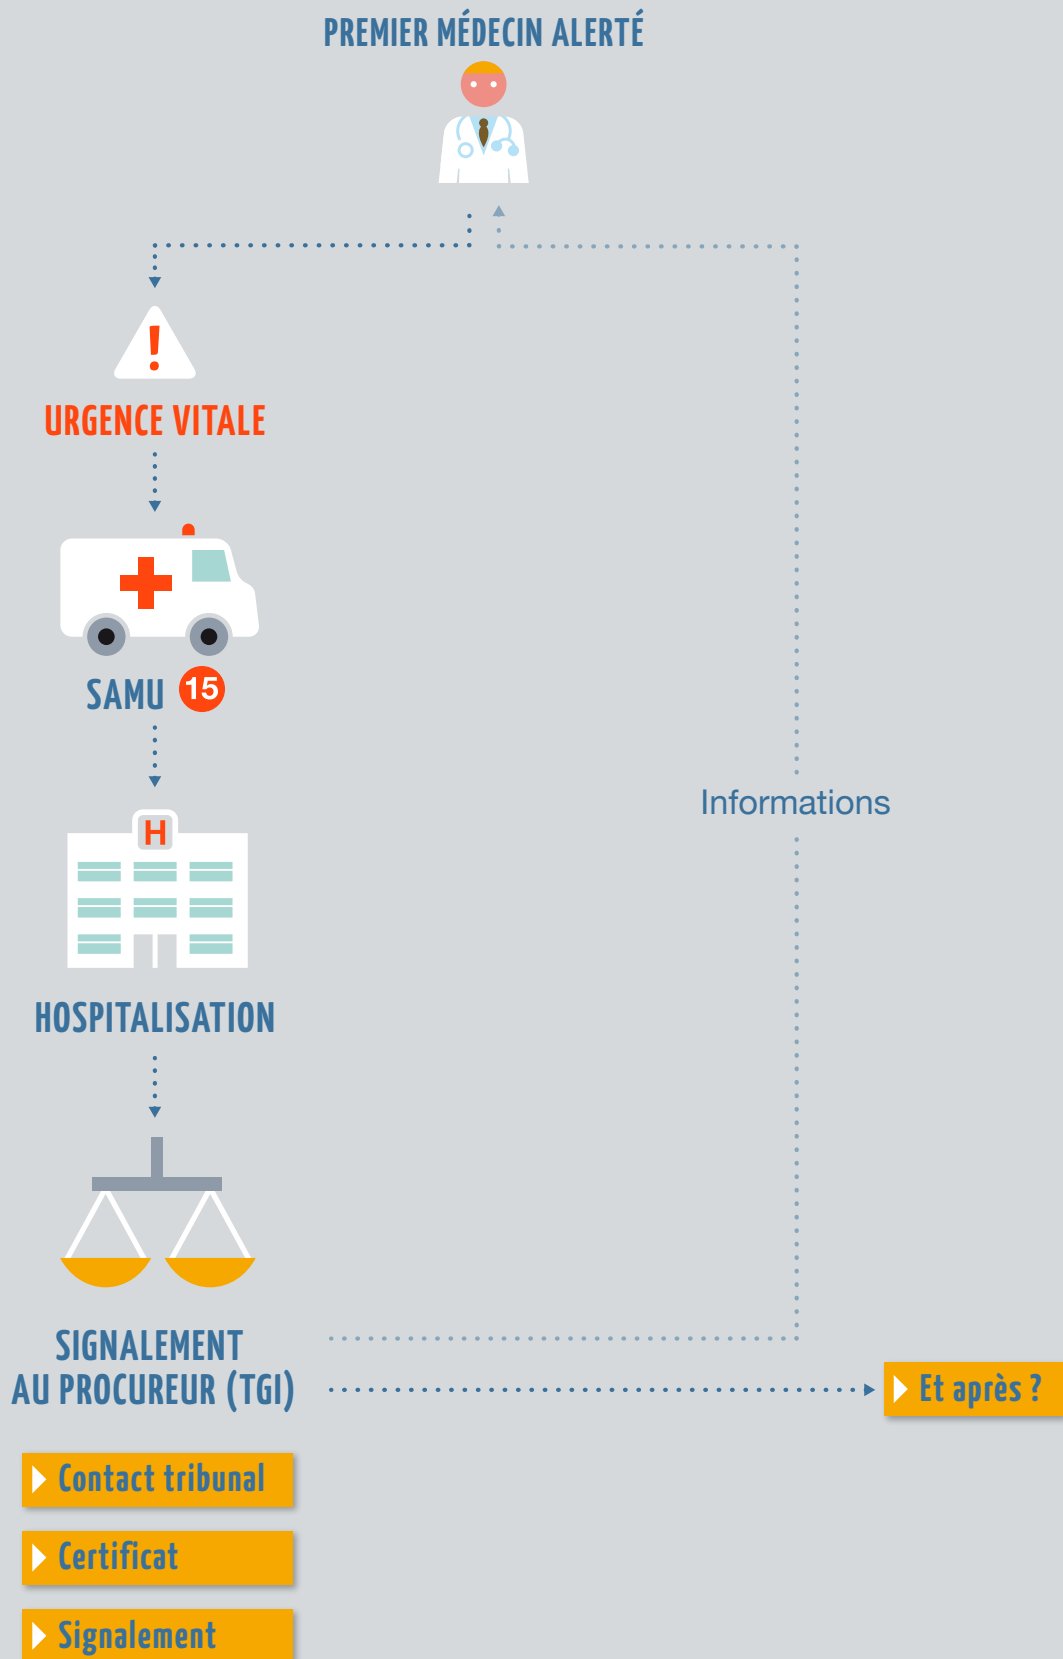 PREMIER MÉDECIN ALERTÉ
!
URGENCE VITALE
SAMU 15
H
HOSPITALISATION
Informations
SIGNALEMENT
AU PROCUREUR (TGI)
Et après ?
Contact tribunal
Certificat
Signalement